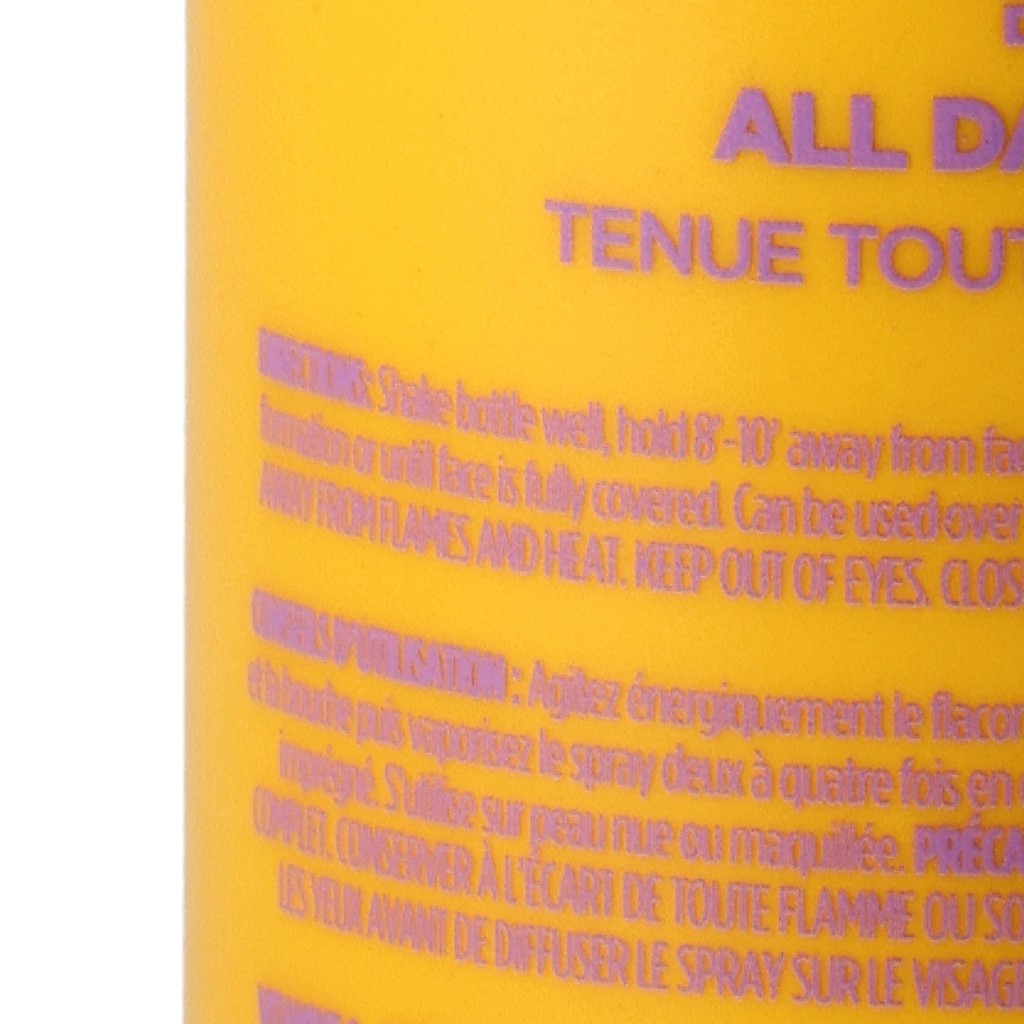 ALL DA
TENUE TOUT
DIRECTIONS: Shake bottle well, hold 8"-10" away from fac
formation or until face is fully covered. Can be used over
AWAY FROM FLAMES AND HEAT. KEEP OUT OF EYES. CLOS
CONSEILS D'UTILISATION : Agitez énergiquement le flacon
et la bouche puis vaporisez le spray deux à quatre fois en
imprégné. S'utilise sur peau nue ou maquillée. PRÉCA
COMPLET. CONSERVER À L'ÉCART DE TOUTE FLAMME OU SO
LES YEUX AVANT DE DIFFUSER LE SPRAY SUR LE VISAGE